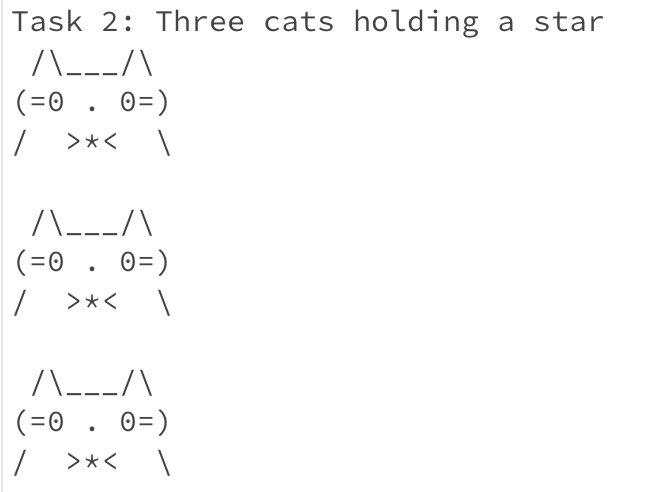 Task 2: Three cats holding a star
 /\___/\
(=0 . 0=)
/  >*<  \

 /\___/\
(=0 . 0=)
/  >*<  \

 /\___/\
(=0 . 0=)
/  >*<  \